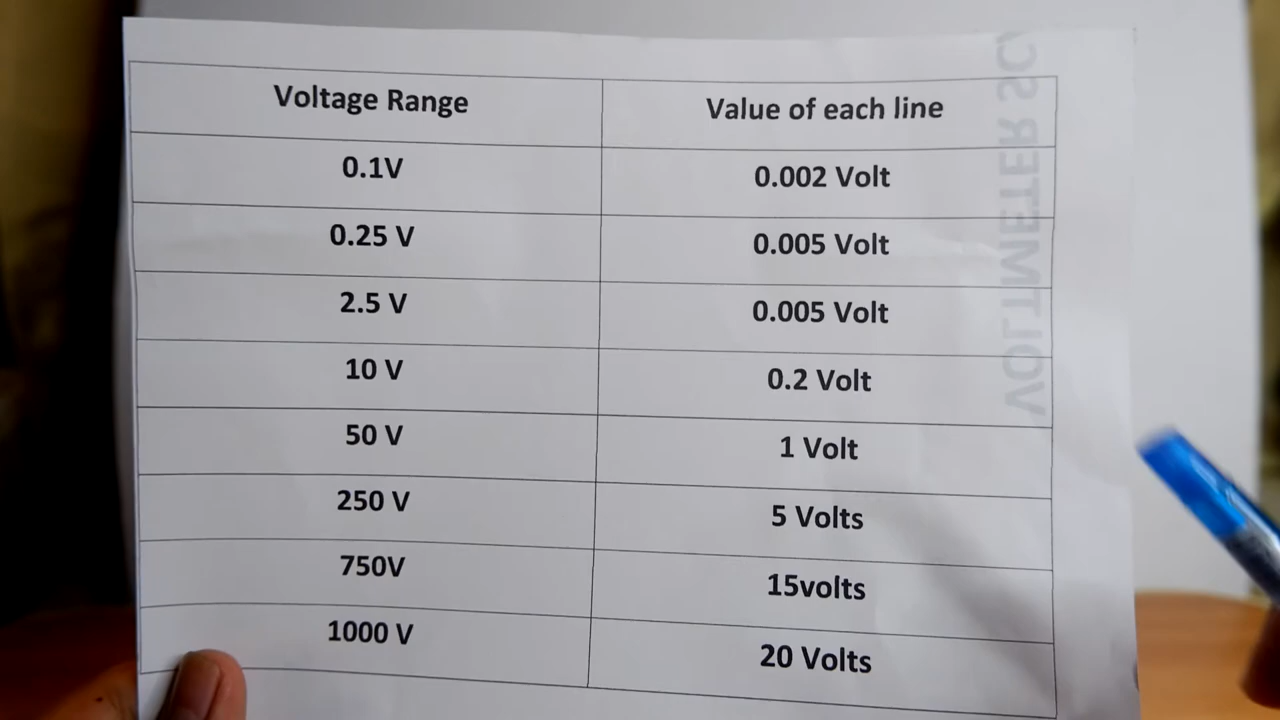 Voltage Range Value of each line
0.1V 0.002 Volt
0.25 V 0.005 Volt
2.5 V 0.005 Volt
10 V 0.2 Volt
50 V 1 Volt
250 V 5 Volts
750V 15volts
1000 V 20 Volts
VOLTMETER